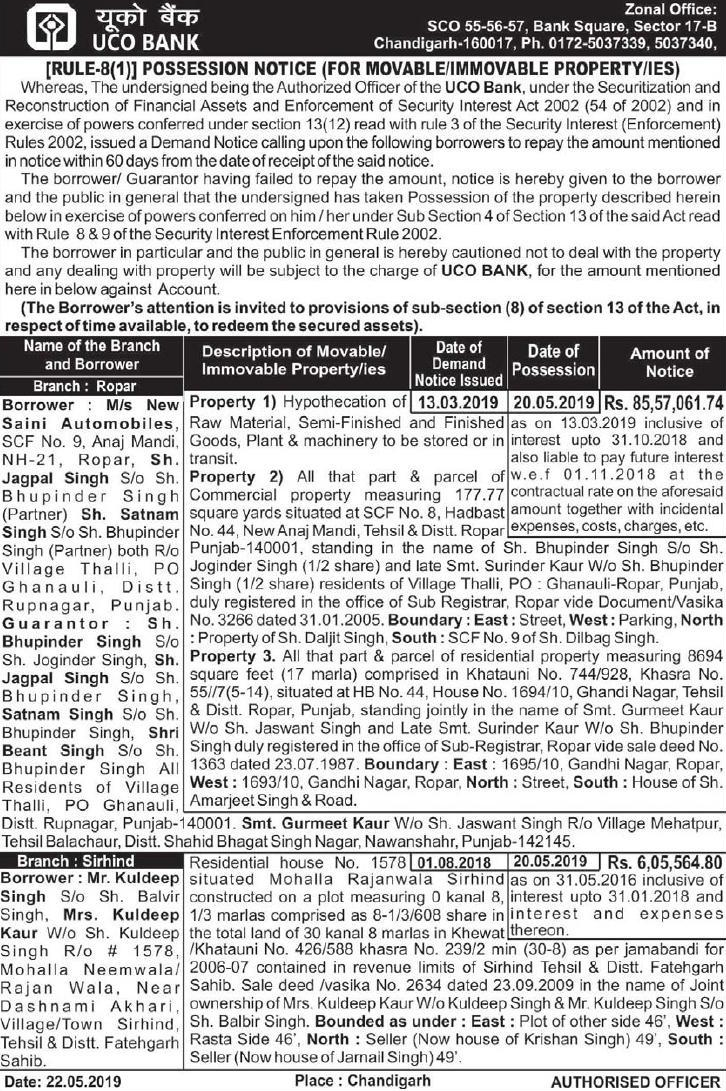 यूको बैंक
UCO BANK
Zonal Office:
SCO 55-56-57, Bank Square, Sector 17-B
Chandigarh-160017, Ph. 0172-5037339, 5037340,
[RULE-8(1)] POSSESSION NOTICE (FOR MOVABLE/IMMOVABLE PROPERTY/IES)
Whereas, The undersigned being the Authorized Officer of the UCO Bank, under the Securitization and
Reconstruction of Financial Assets and Enforcement of Security Interest Act 2002 (54 of 2002) and in
exercise of powers conferred under section 13(12) read with rule 3 of the Security Interest (Enforcement)
Rules 2002, issued a Demand Notice calling upon the following borrowers to repay the amount mentioned
in notice within 60 days from the date of receipt of the said notice.
The borrower/ Guarantor having failed to repay the amount, notice is hereby given to the borrower
and the public in general that the undersigned has taken Possession of the property described herein
below in exercise of powers conferred on him / her under Sub Section 4 of Section 13 of the said Act read
with Rule 8 & 9 of the Security Interest Enforcement Rule 2002.
The borrower in particular and the public in general is hereby cautioned not to deal with the property
and any dealing with property will be subject to the charge of UCO BANK, for the amount mentioned
here in below against Account.
(The Borrower's attention is invited to provisions of sub-section (8) of section 13 of the Act, in
respect of time available, to redeem the secured assets).
Name of the Branch
and Borrower
Description of Movable/
Immovable Property/ies
Date of
Demand
Notice Issued
Date of
Possession
Amount of
Notice
Branch : Ropar
Borrower : M/s New
Saini Automobiles,
SCF No. 9, Anaj Mandi,
NH-21, Ropar, Sh.
Jagpal Singh S/o Sh.
Bhupinder Singh
(Partner) Sh. Satnam
Singh S/o Sh. Bhupinder
Singh (Partner) both R/o
Village Thalli, PO
Ghanauli, Distt.
Rupnagar, Punjab.
Guarantor : Sh.
Bhupinder Singh S/o
Sh. Joginder Singh, Sh.
Jagpal Singh S/o Sh.
Bhupinder Singh,
Satnam Singh S/o Sh.
Bhupinder Singh, Shri
Beant Singh S/o Sh.
Bhupinder Singh All
Residents of Village
Thalli, PO Ghanauli,
Distt. Rupnagar, Punjab-140001. Smt. Gurmeet Kaur W/o Sh. Jaswant Singh R/o Village Mehatpur,
Tehsil Balachaur, Distt. Shahid Bhagat Singh Nagar, Nawanshahr, Punjab-142145.
Property 1) Hypothecation of
Raw Material, Semi-Finished and Finished
Goods, Plant & machinery to be stored or in
transit.
Property 2) All that part & parcel of
Commercial property measuring 177.77
square yards situated at SCF No. 8, Hadbast
No. 44, New Anaj Mandi, Tehsil & Distt. Ropar
Punjab-140001, standing in the name of Sh. Bhupinder Singh S/o Sh.
Joginder Singh (1/2 share) and late Smt. Surinder Kaur W/o Sh. Bhupinder
Singh (1/2 share) residents of Village Thalli, PO : Ghanauli-Ropar, Punjab,
duly registered in the office of Sub Registrar, Ropar vide Document/Vasika
No. 3266 dated 31.01.2005. Boundary : East : Street, West : Parking, North
: Property of Sh. Daljit Singh, South : SCF No. 9 of Sh. Dilbag Singh.
Property 3. All that part & parcel of residential property measuring 8694
square feet (17 marla) comprised in Khatauni No. 744/928, Khasra No.
55//7(5-14), situated at HB No. 44, House No. 1694/10, Ghandi Nagar, Tehsil
& Distt. Ropar, Punjab, standing jointly in the name of Smt. Gurmeet Kaur
W/o Sh. Jaswant Singh and Late Smt. Surinder Kaur W/o Sh. Bhupinder
Singh duly registered in the office of Sub-Registrar, Ropar vide sale deed No.
1363 dated 23.07.1987. Boundary : East : 1695/10, Gandhi Nagar, Ropar,
West : 1693/10, Gandhi Nagar, Ropar, North : Street, South : House of Sh.
Amarjeet Singh & Road.
13.03.2019
20.05.2019
Rs. 85,57,061.74
as on 13.03.2019 inclusive of
interest upto 31.10.2018 and
also liable to pay future interest
w.e.f 01.11.2018 at the
contractual rate on the aforesaid
amount together with incidental
expenses, costs, charges, etc.
Branch : Sirhind
Borrower : Mr. Kuldeep
Singh S/o Sh. Balvir
Singh, Mrs. Kuldeep
Kaur W/o Sh. Kuldeep
Singh R/o # 1578,
Mohalla Neemwala/
Rajan Wala, Near
Dashnami Akhari,
Village/Town Sirhind,
Tehsil & Distt. Fatehgarh
Sahib.
Residential house No. 1578
situated Mohalla Rajanwala Sirhind
constructed on a plot measuring 0 kanal 8,
1/3 marlas comprised as 8-1/3/608 share in
the total land of 30 kanal 8 marlas in Khewat
/Khatauni No. 426/588 khasra No. 239/2 min (30-8) as per jamabandi for
2006-07 contained in revenue limits of Sirhind Tehsil & Distt. Fatehgarh
Sahib. Sale deed /vasika No. 2634 dated 23.09.2009 in the name of Joint
ownership of Mrs. Kuldeep Kaur W/o Kuldeep Singh & Mr. Kuldeep Singh S/o
Sh. Balbir Singh. Bounded as under : East : Plot of other side 46', West :
Rasta Side 46', North : Seller (Now house of Krishan Singh) 49', South :
Seller (Now house of Jarnail Singh) 49'.
01.08.2018
20.05.2019
Rs. 6,05,564.80
as on 31.05.2016 inclusive of
interest upto 31.01.2018 and
interest and expenses
thereon.
Date: 22.05.2019
Place : Chandigarh
AUTHORISED OFFICER